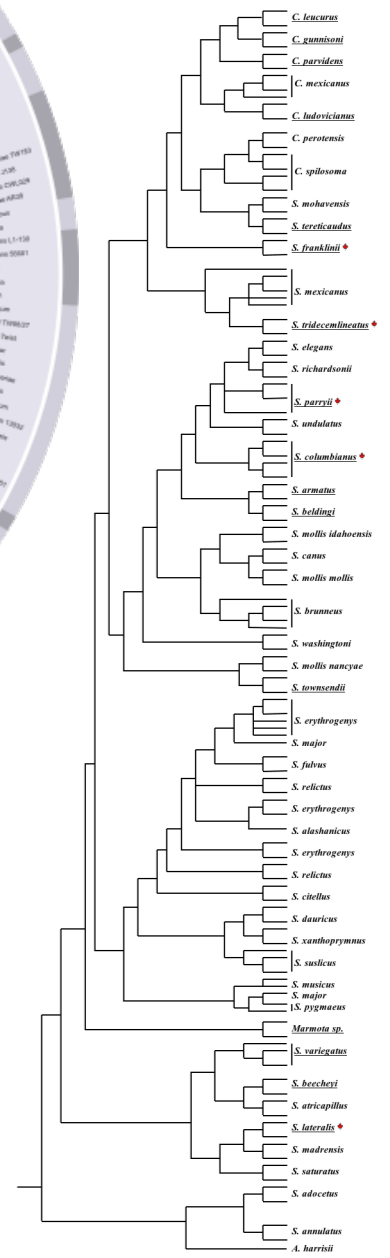 C. leucurus
C. gunnisoni
C. parvidens
C. mexicanus
C. ludovicianus
C. perotensis
C. spilosoma
S. mohavensis
S. tereticaudus
S. franklinii
S. mexicanus
S. tridecemlineatus
S. elegans
S. richardsonii
S. parryii
S. undulatus
S. columbianus
S. armatus
S. beldingi
S. mollis idahoensis
S. canus
S. mollis mollis
S. brunneus
S. washingtoni
S. mollis nancyae
S. townsendii
S. erythrogenys
S. major
S. fulvus
S. relictus
S. erythrogenys
S. alashanicus
S. erythrogenys
S. relictus
S. citellus
S. dauricus
S. xanthoprymnus
S. suslicus
S. musicus
S. major
S. pygmaeus
Marmota sp.
S. variegatus
S. beecheyi
S. atricapillus
S. lateralis
S. madrensis
S. saturatus
S. adocetus
S. annulatus
A. harrisii